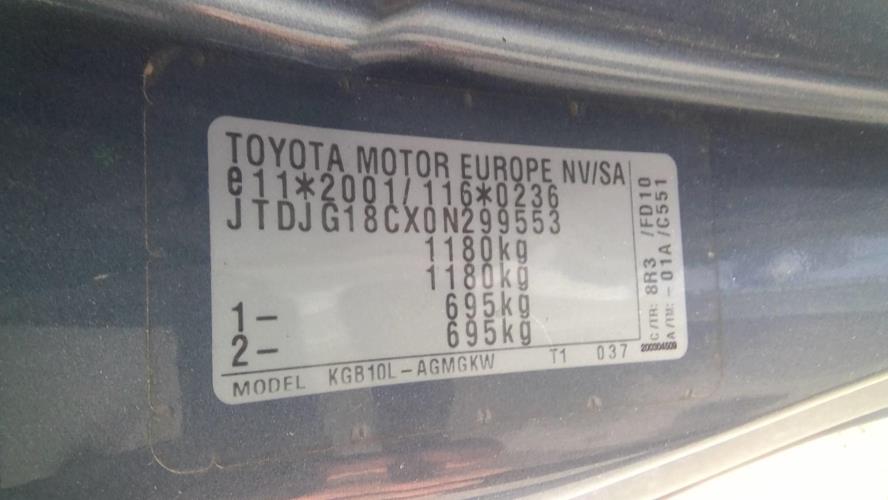 TOYOTA MOTOR EUROPE NV/SA
e11*2001/116*0236
JTDJG18CX0N299553
1180kg
1180kg
1- 695kg
2- 695kg
MODEL KGB10L-AGMGKW T1 037
C/TR: 8R3 /FD10
A/TM: -01A /C551
200304509